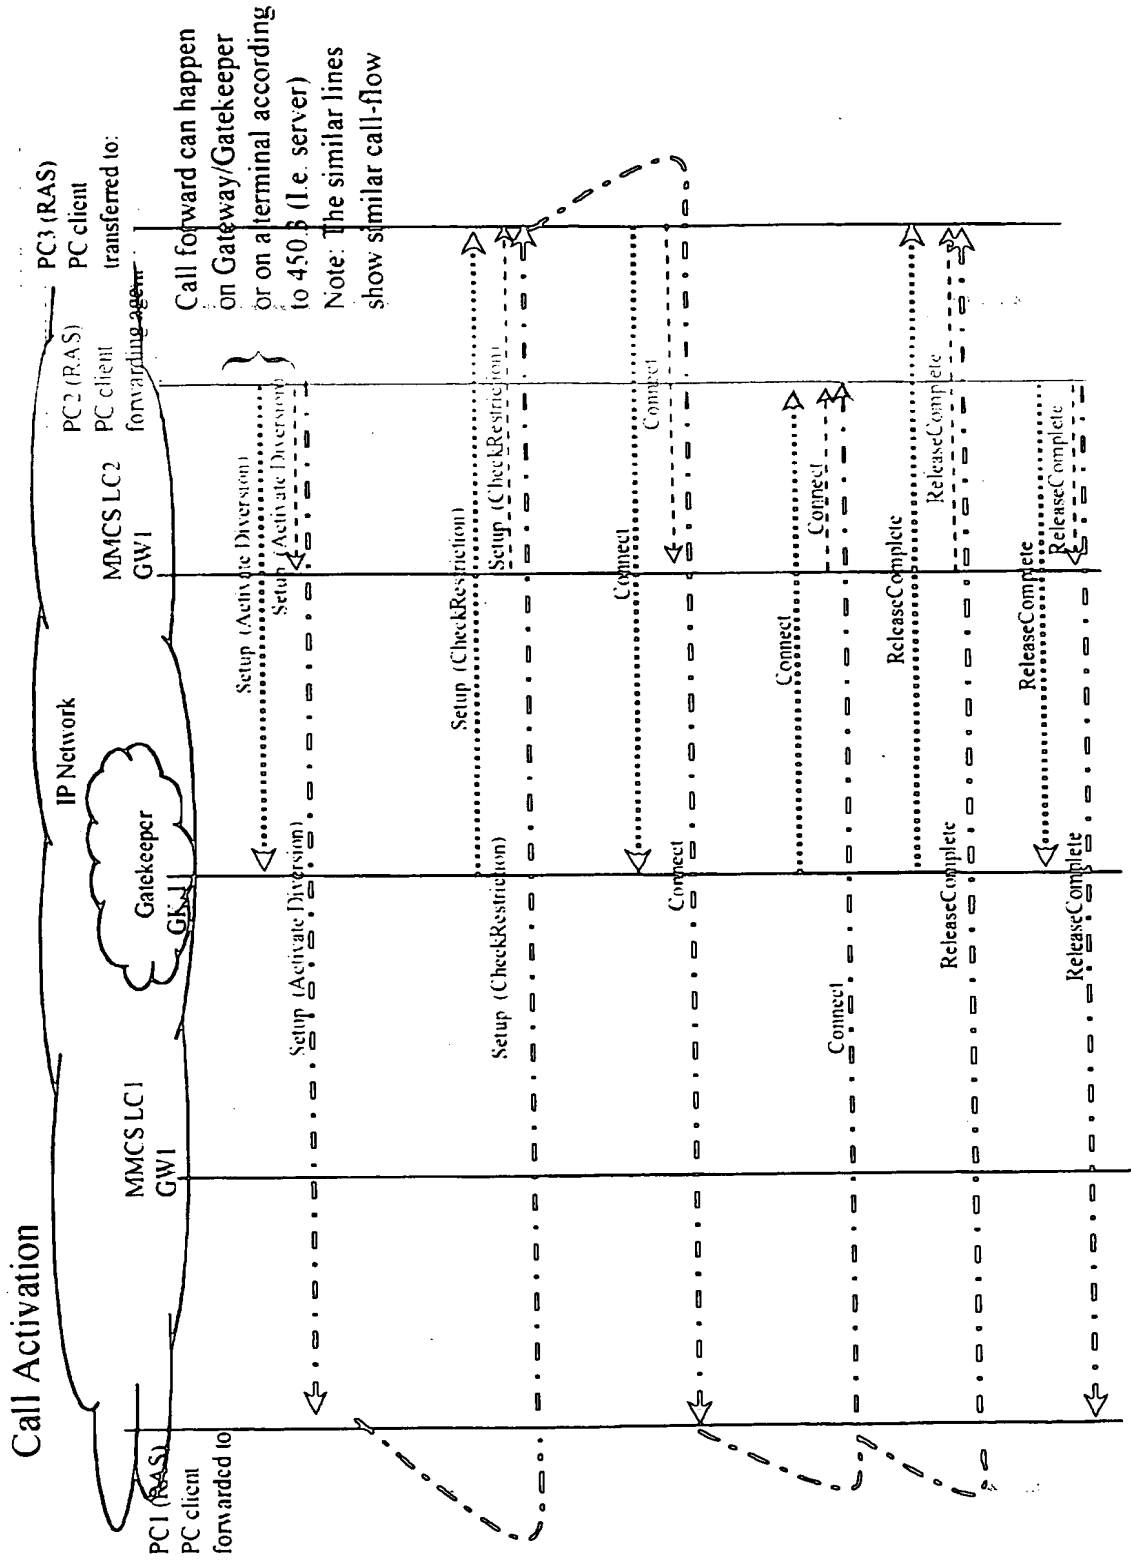 Call Activation
PC1 (RAS)
PC client
forwarded to
MMCS LC1
GW1
Gatekeeper
GK 1
IP Network
MMCS LC2
GW1
PC2 (RAS)
PC client
forwarding agent
PC3 (RAS)
PC client
transferred to:
Call forward can happen
on Gateway/Gatekeeper
or on alterminal according
to 450.3 (I.e. server)
Note: The similar lines
show similar call-flow
Setup (Activate Diversion)
Setup (Activate Diversion)
Setup (Activate Diversion)
Setup (CheckRestriction)
Setup (CheckRestriction)
Setup (CheckRestriction)
Connect
Connect
Connect
Connect
Connect
Connect
ReleaseComplete
ReleaseComplete
ReleaseComplete
ReleaseComplete
ReleaseComplete
ReleaseComplete